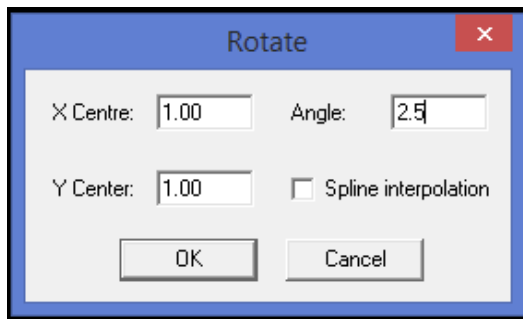 Rotate
X Centre: 1.00 Angle: 2.5
Y Center: 1.00 Spline interpolation
OK Cancel